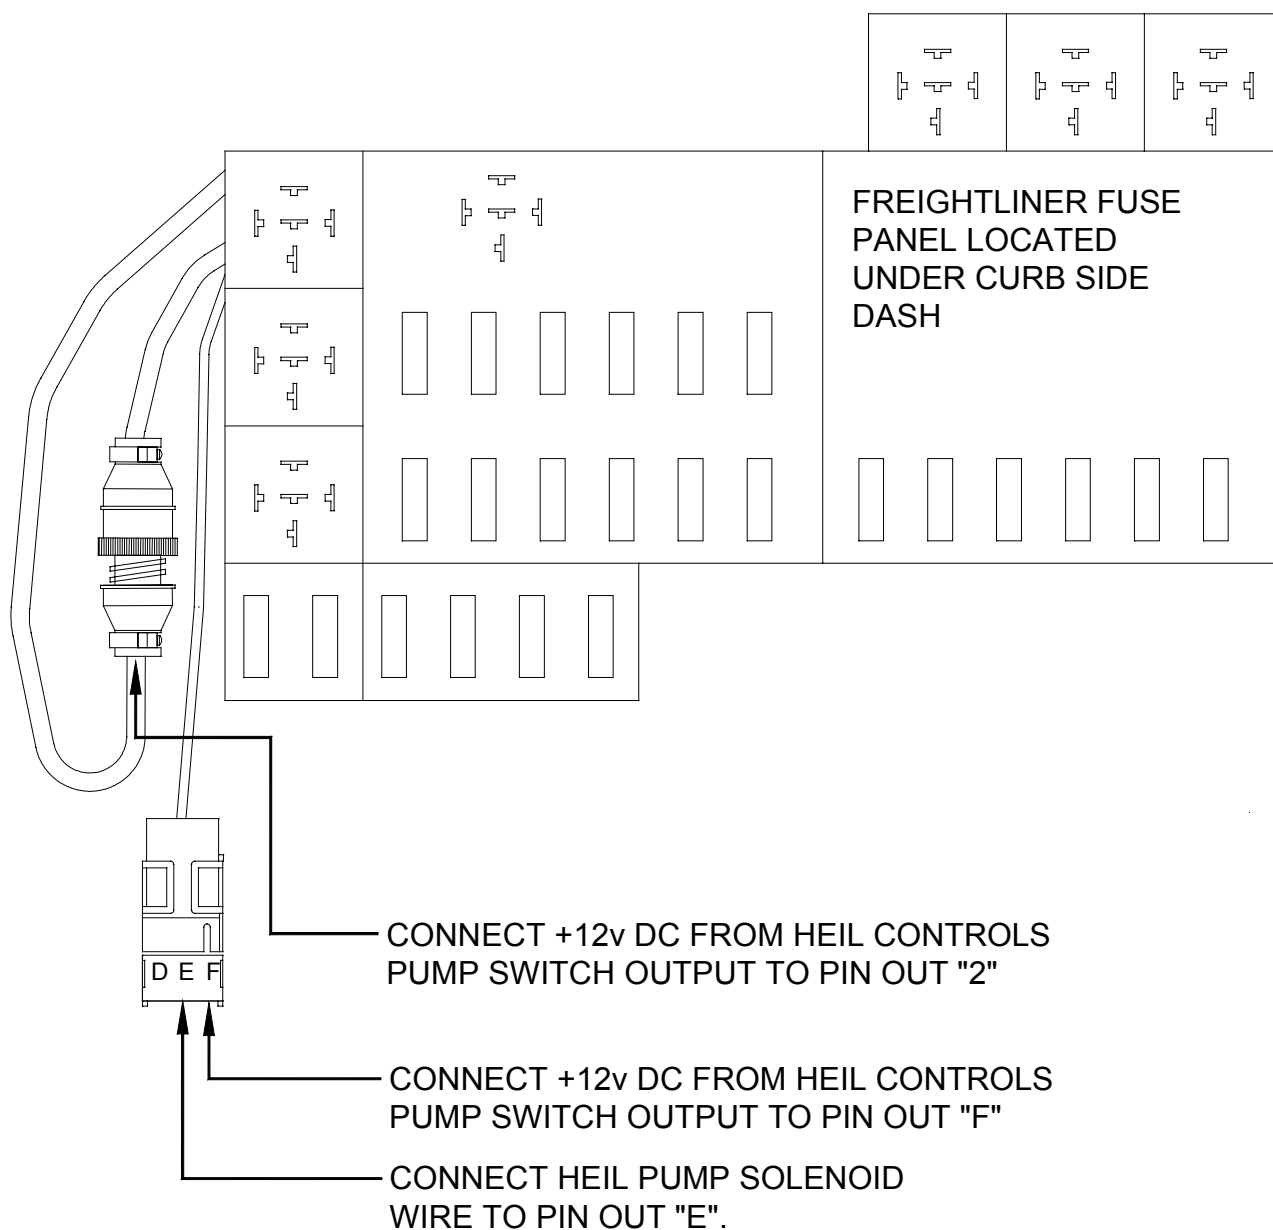 FREIGHTLINER FUSE
PANEL LOCATED
UNDER CURB SIDE
DASH
CONNECT +12v DC FROM HEIL CONTROLS
PUMP SWITCH OUTPUT TO PIN OUT "2"
D E F
CONNECT +12v DC FROM HEIL CONTROLS
PUMP SWITCH OUTPUT TO PIN OUT "F"
CONNECT HEIL PUMP SOLENOID
WIRE TO PIN OUT "E".